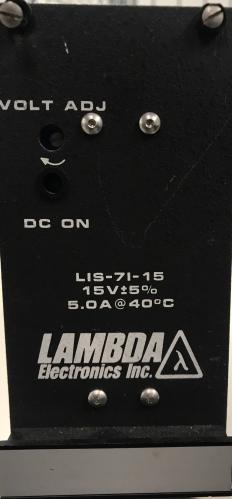 VOLT ADJ
DC ON
LIS-71-15
15V±5%
5.0A@40°C
LAMBDA
Electronics Inc.
λ